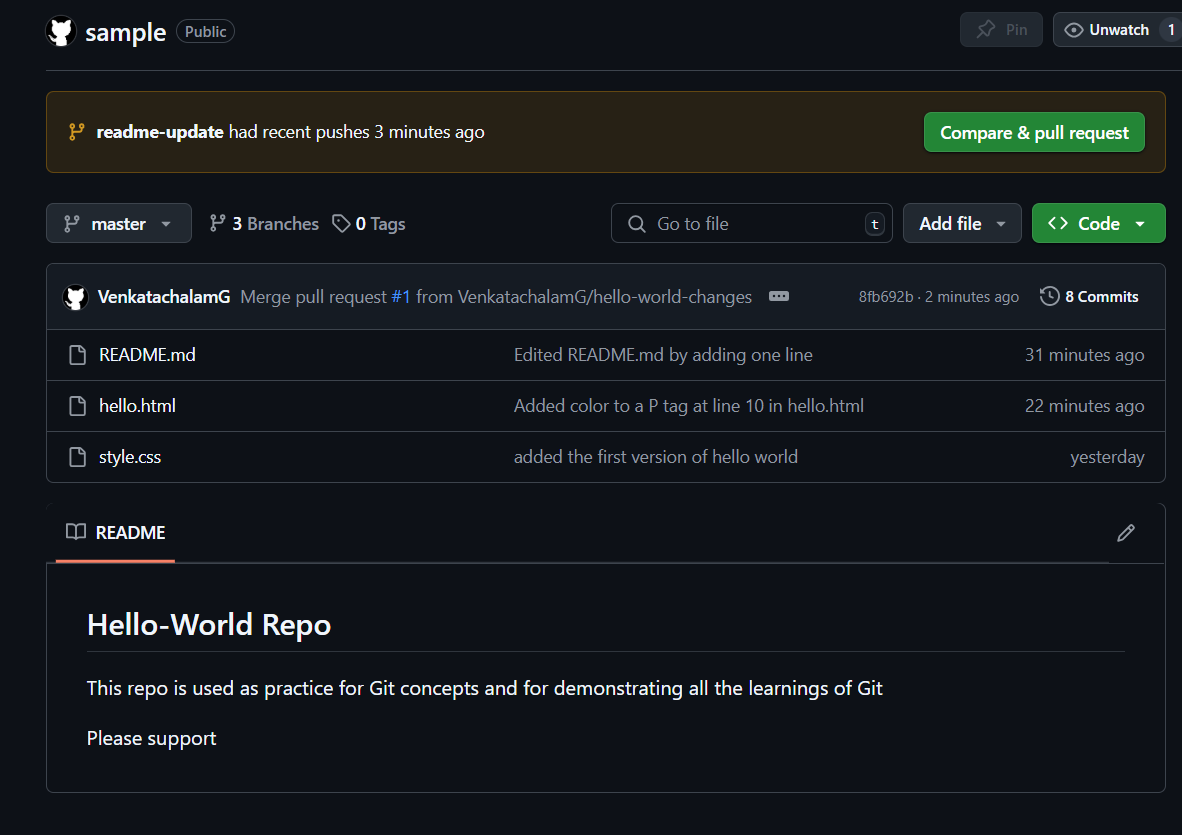 sample Public Pin Unwatch 1
readme-update had recent pushes 3 minutes ago Compare & pull request
master 3 Branches 0 Tags Go to file t Add file Code
VenkatachalamG Merge pull request #1 from VenkatachalamG/hello-world-changes 8fb692b · 2 minutes ago 8 Commits
README.md Edited README.md by adding one line 31 minutes ago
hello.html Added color to a P tag at line 10 in hello.html 22 minutes ago
style.css added the first version of hello world yesterday
README
Hello-World Repo
This repo is used as practice for Git concepts and for demonstrating all the learnings of Git
Please support